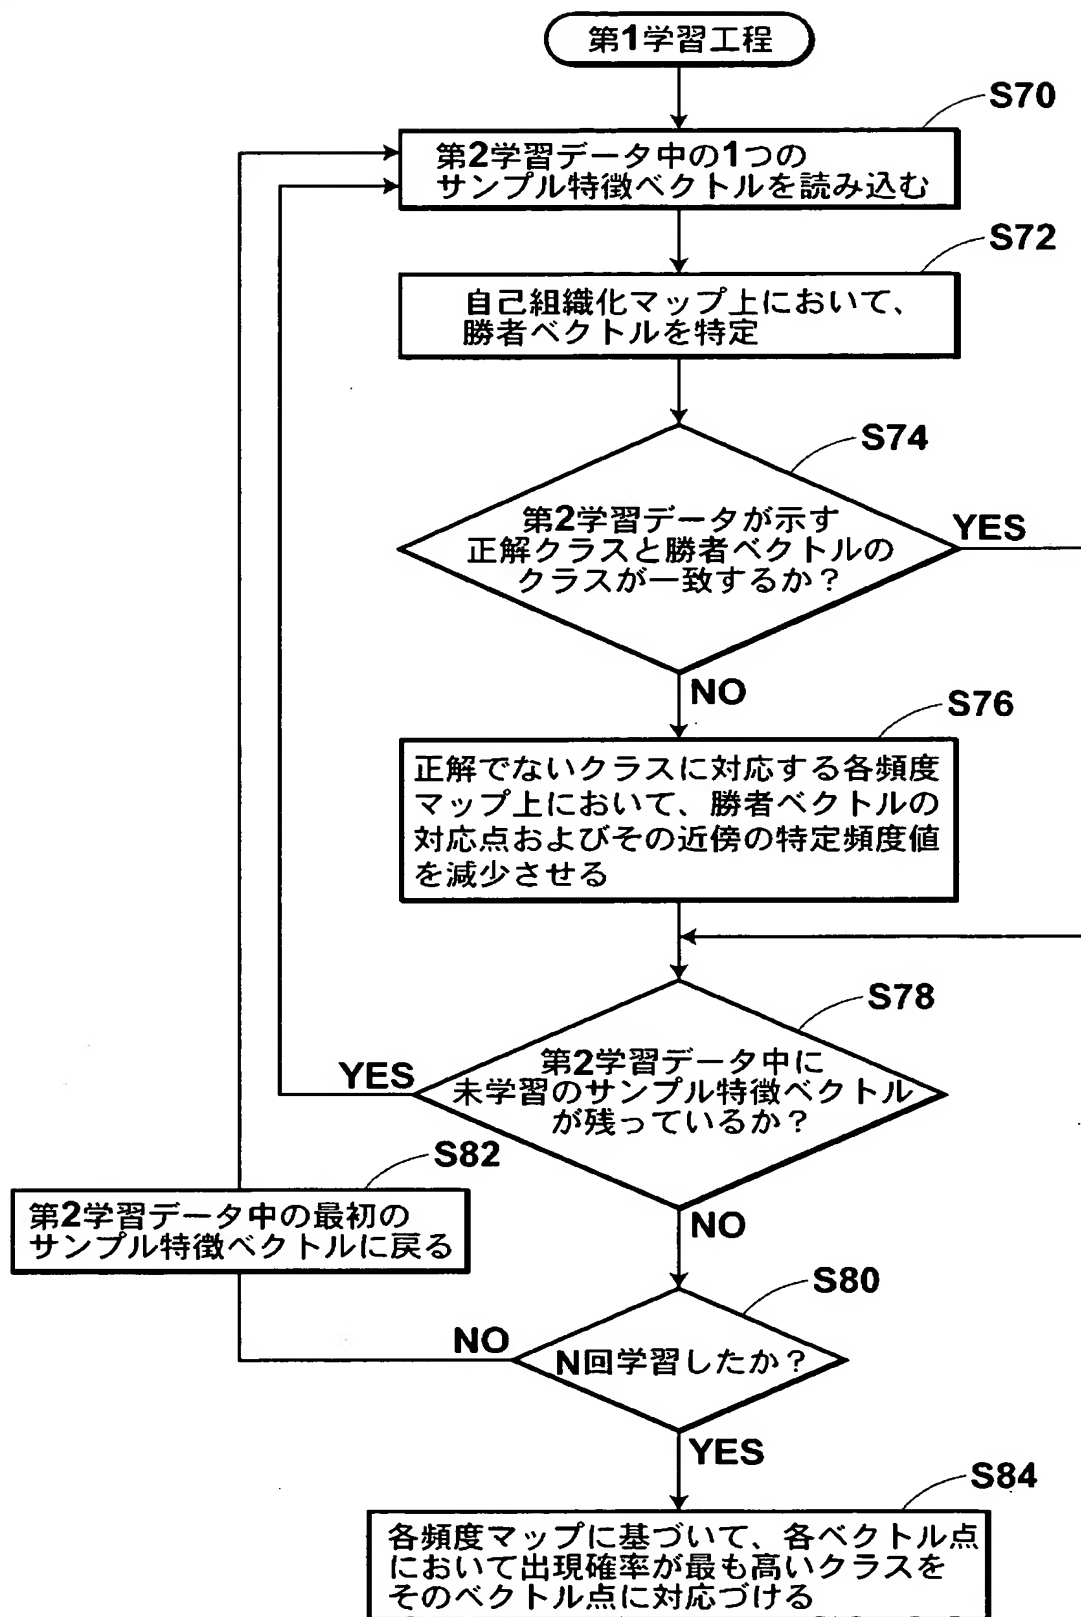 第1学習工程
S70
第2学習データ中の1つの
サンプル特徴ベクトルを読み込む
S72
自己組織化マップ上において、
勝者ベクトルを特定
S74
第2学習データが示す
正解クラスと勝者ベクトルの
クラスが一致するか？
YES
NO
S76
正解でないクラスに対応する各頻度
マップ上において、勝者ベクトルの
対応点およびその近傍の特定頻度値
を減少させる
S78
第2学習データ中に
未学習のサンプル特徴ベクトル
が残っているか？
YES
NO
S82
第2学習データ中の最初の
サンプル特徴ベクトルに戻る
S80
N回学習したか？
NO
YES
S84
各頻度マップに基づいて、各ベクトル点
において出現確率が最も高いクラスを
そのベクトル点に対応づける